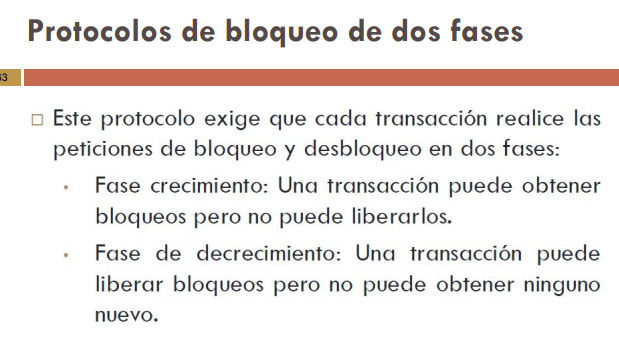 Protocolos de bloqueo de dos fases
63
Este protocolo exige que cada transacción realice las
peticiones de bloqueo y desbloqueo en dos fases:
Fase crecimiento: Una transacción puede obtener
bloqueos pero no puede liberarlos.
Fase de decrecimiento: Una transacción puede
liberar bloqueos pero no puede obtener ninguno
nuevo.